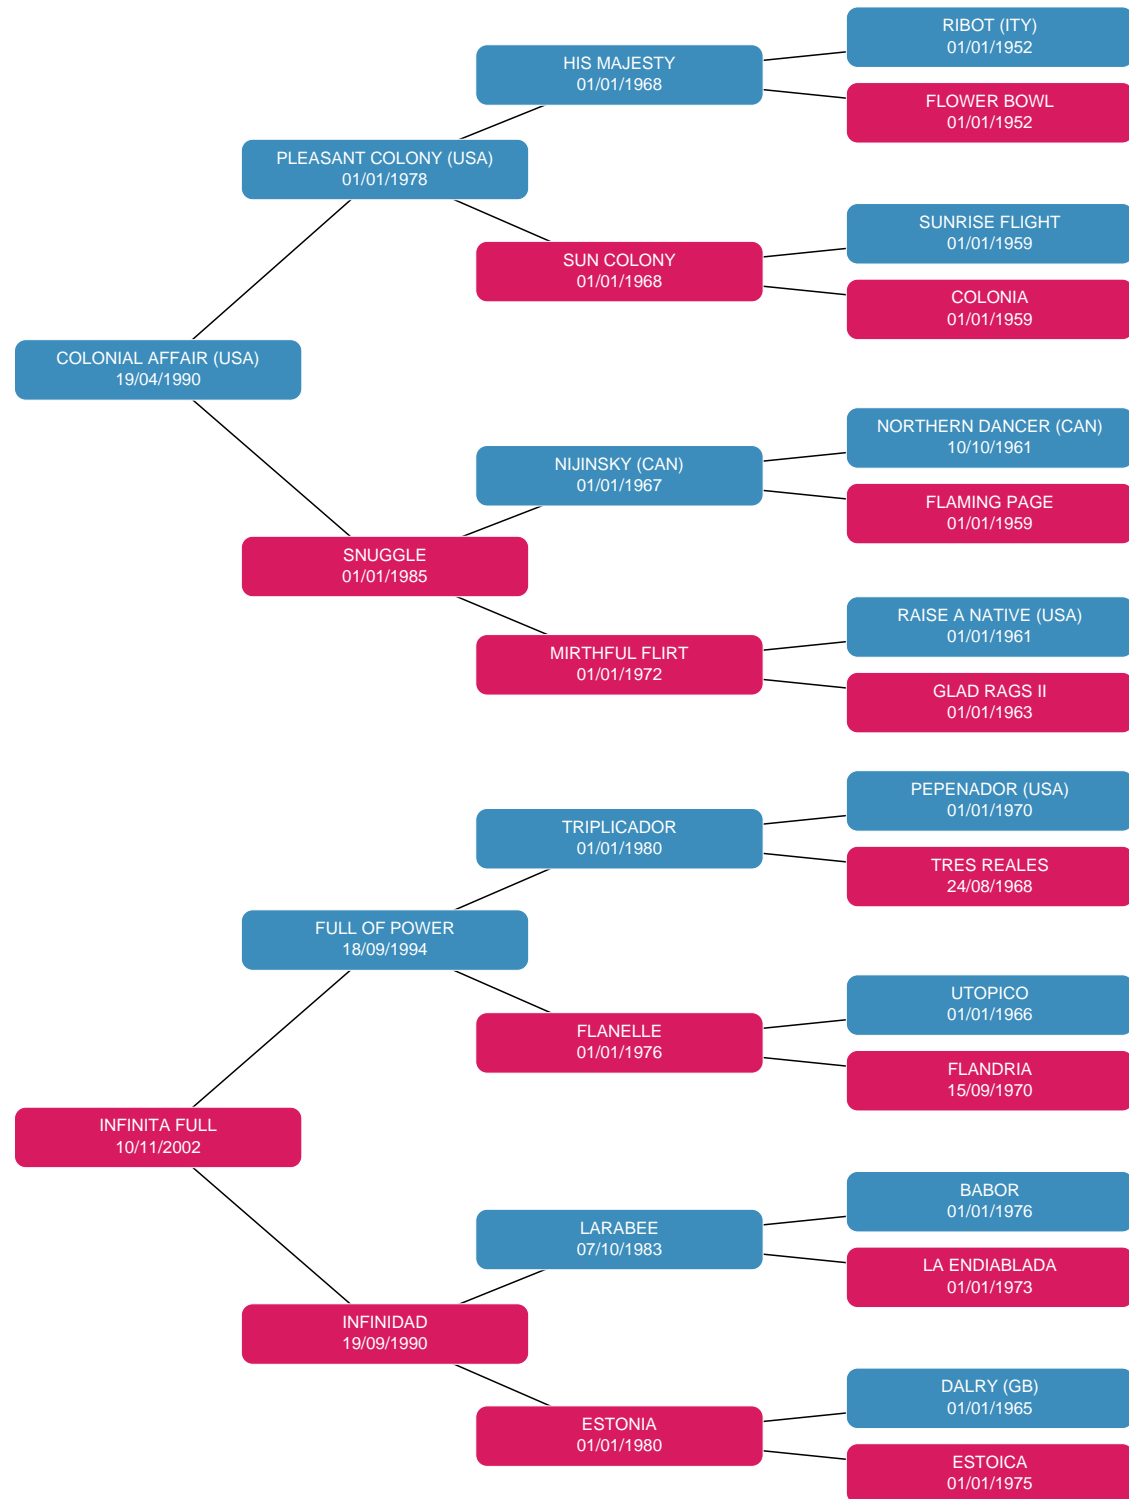 RIBOT (ITY)
01/01/1952
HIS MAJESTY
01/01/1968
FLOWER BOWL
01/01/1952
PLEASANT COLONY (USA)
01/01/1978
SUNRISE FLIGHT
01/01/1959
SUN COLONY
01/01/1968
COLONIA
01/01/1959
COLONIAL AFFAIR (USA)
19/04/1990
NORTHERN DANCER (CAN)
10/10/1961
NIJINSKY (CAN)
01/01/1967
FLAMING PAGE
01/01/1959
SNUGGLE
01/01/1985
RAISE A NATIVE (USA)
01/01/1961
MIRTHFUL FLIRT
01/01/1972
GLAD RAGS II
01/01/1963
PEPENADOR (USA)
01/01/1970
TRIPLICADOR
01/01/1980
TRES REALES
24/08/1968
FULL OF POWER
18/09/1994
UTOPICO
01/01/1966
FLANELLE
01/01/1976
FLANDRIA
15/09/1970
INFINITA FULL
10/11/2002
BABOR
01/01/1976
LARABEE
07/10/1983
LA ENDIABLADA
01/01/1973
INFINIDAD
19/09/1990
DALRY (GB)
01/01/1965
ESTONIA
01/01/1980
ESTOICA
01/01/1975